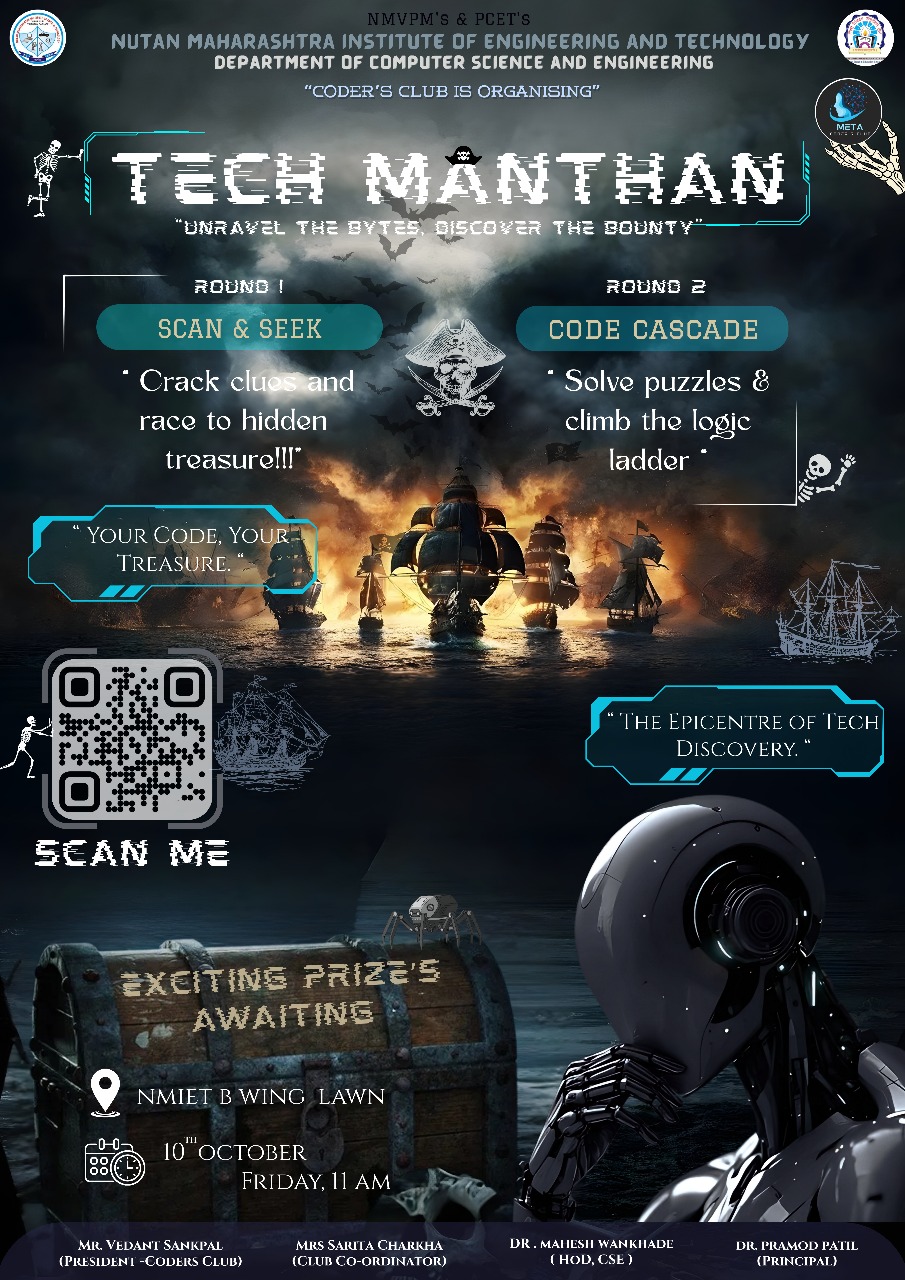 NMVPM's & PCET's
NUTAN MAHARASHTRA INSTITUTE OF ENGINEERING AND TECHNOLOGY
DEPARTMENT OF COMPUTER SCIENCE AND ENGINEERING
"CODER'S CLUB IS ORGANISING"
META
TECH MANTHAN
"UNRAVEL THE BYTES, DISCOVER THE BOUNTY"
ROUND 1
SCAN & SEEK
" Crack clues and
race to hidden
treasure!!!"
ROUND 2
CODE CASCADE
" Solve puzzles &
climb the logic
ladder "
" YOUR CODE, YOUR
TREASURE. "
" THE EPICENTRE OF TECH
DISCOVERY. "
SCAN ME
EXCITING PRIZE'S
AWAITING
NMIET B WING LAWN
10TH OCTOBER
FRIDAY, 11 AM
MR. VEDANT SANKPAL
(PRESIDENT -CODERS CLUB)
MRS SARITA CHARKHA
(CLUB CO-ORDINATOR)
DR . MAHESH WANKHADE
( HOD, CSE )
DR. PRAMOD PATIL
(PRINCIPAL)